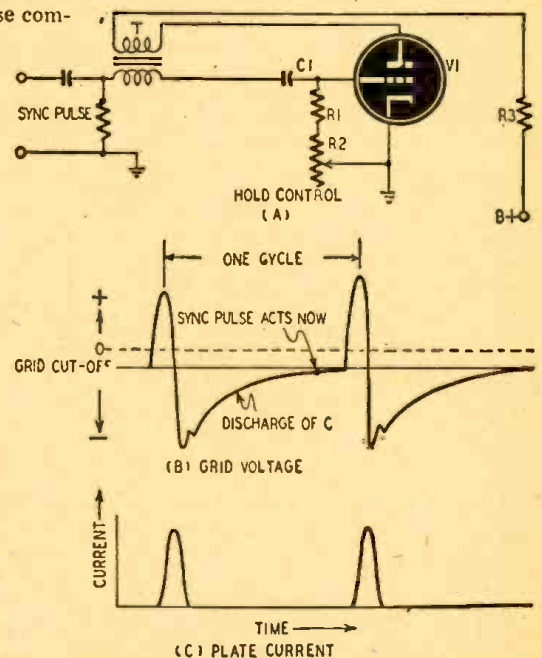 se com-
T
C1
V1
SYNC PULSE
R1
R2
R3
HOLD CONTROL
(A)
B+
ONE CYCLE
+
SYNC PULSE ACTS NOW
0
GRID CUT-OFF
DISCHARGE OF C
—
(B) GRID VOLTAGE
CURRENT
TIME
(C) PLATE CURRENT